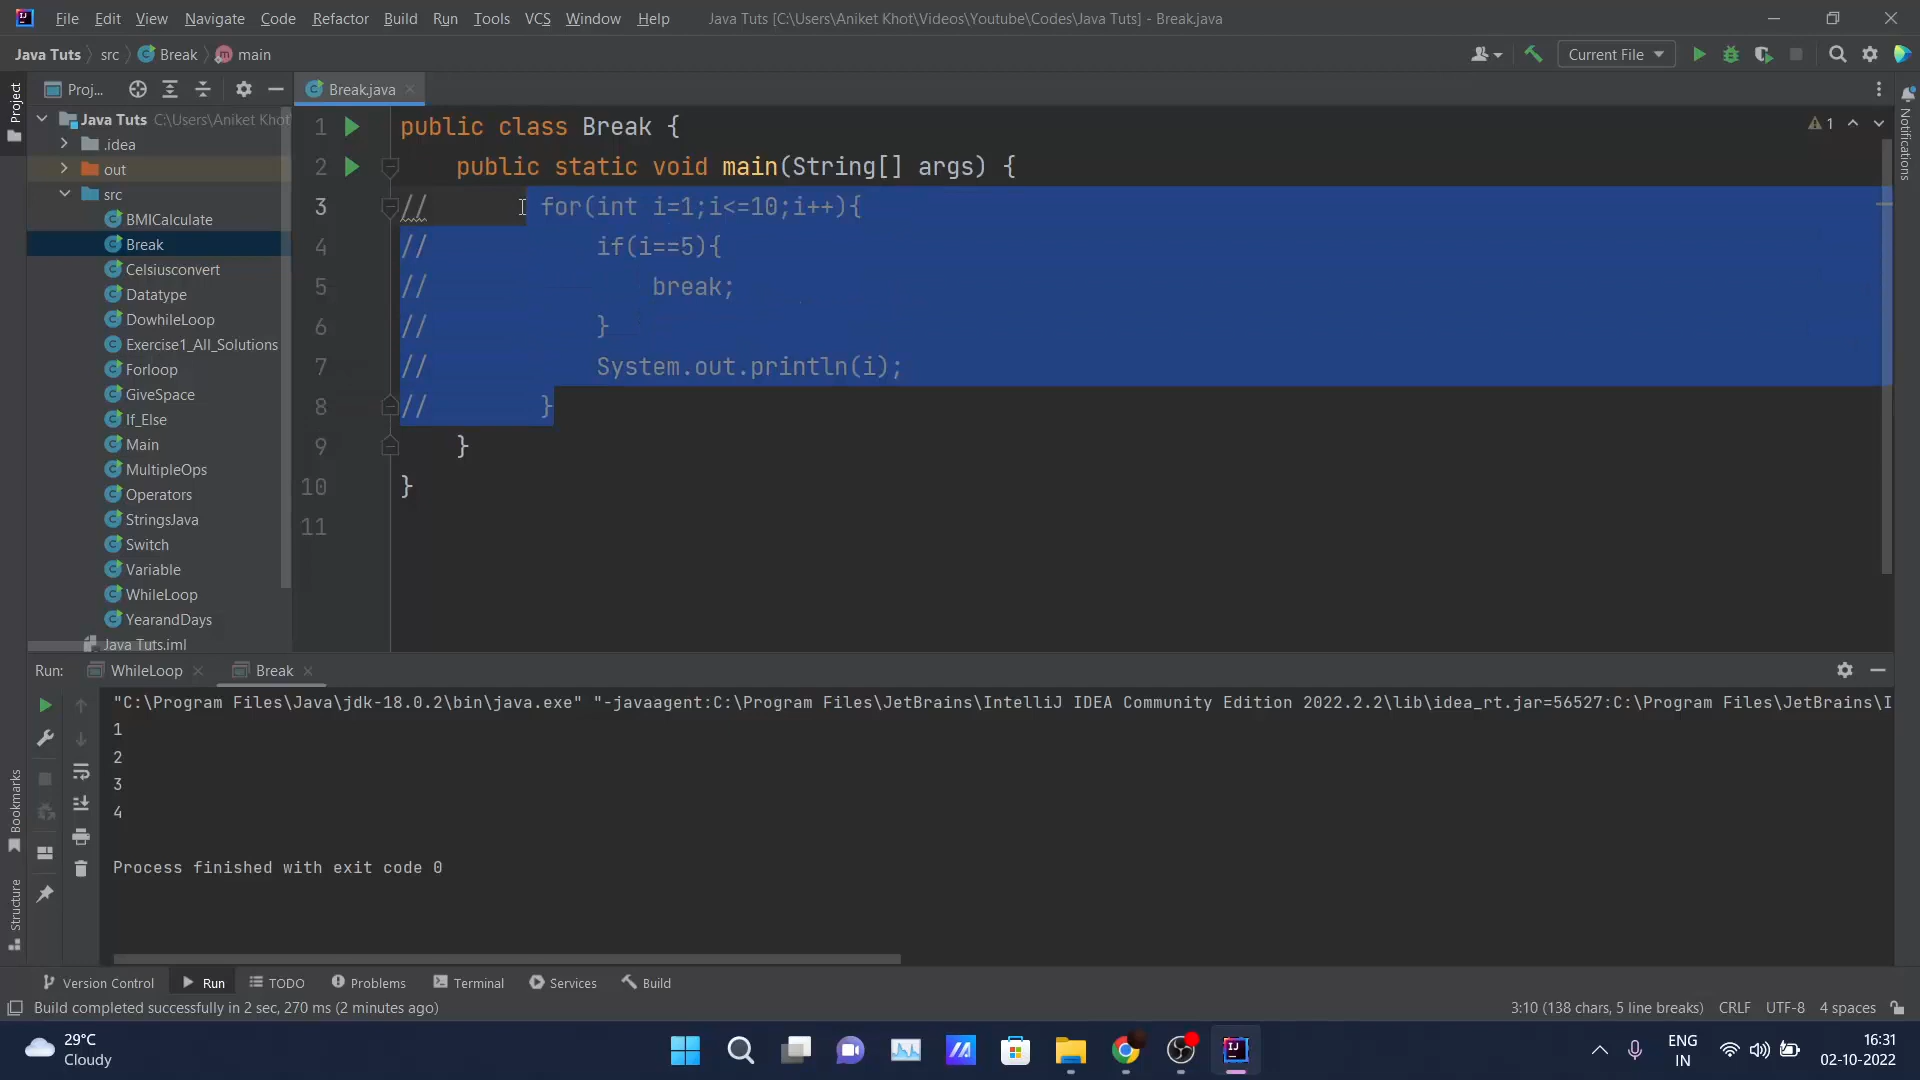 File Edit View Navigate Code Refactor Build Run Tools VCS Window Help Java Tuts [C:\Users\Aniket Khot\Videos\Youtube\Codes\Java Tuts] - Break.java
Java Tuts src Break main Current File
Project Proj... Break.java Notifications
Java Tuts C:\Users\Aniket Khot
.idea
out
src
BMICalculate
Break
Celsiusconvert
Datatype
DowhileLoop
Exercise1_All_Solutions
Forloop
GiveSpace
If_Else
Main
MultipleOps
Operators
StringsJava
Switch
Variable
WhileLoop
YearandDays
Java Tuts.iml
1
1 public class Break {
2 public static void main(String[] args) {
3 // for(int i=1;i<=10;i++){
4 // if(i==5){
5 // break;
6 // }
7 // System.out.println(i);
8 // }
9 }
10 }
11
Run: WhileLoop Break
"C:\Program Files\Java\jdk-18.0.2\bin\java.exe" "-javaagent:C:\Program Files\JetBrains\IntelliJ IDEA Community Edition 2022.2.2\lib\idea_rt.jar=56527:C:\Program Files\JetBrains\I
1
2
3
4
Process finished with exit code 0
Bookmarks
Structure
Version Control Run TODO Problems Terminal Services Build
Build completed successfully in 2 sec, 270 ms (2 minutes ago) 3:10 (138 chars, 5 line breaks) CRLF UTF-8 4 spaces
29°C
Cloudy
ENG
IN
16:31
02-10-2022